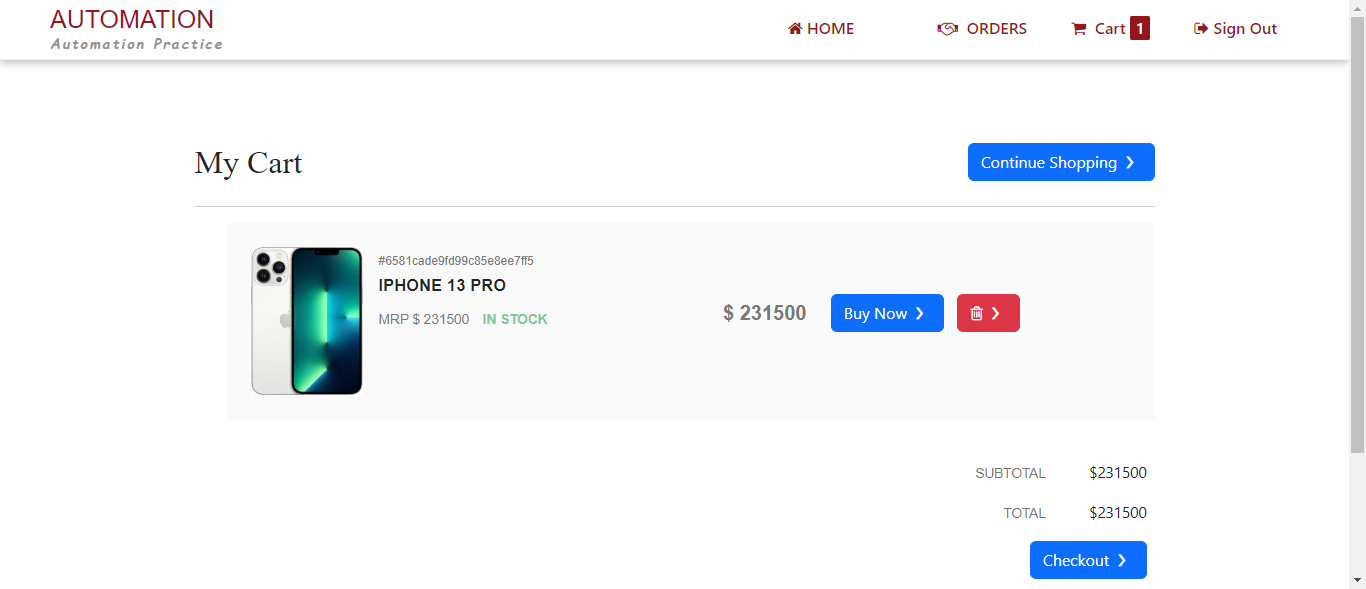 AUTOMATION
Automation Practice
HOME
ORDERS
Cart 1
Sign Out
My Cart
Continue Shopping
#6581cade9fd99c85e8ee7ff5
IPHONE 13 PRO
MRP $ 231500 IN STOCK
$ 231500
Buy Now
SUBTOTAL $231500
TOTAL $231500
Checkout